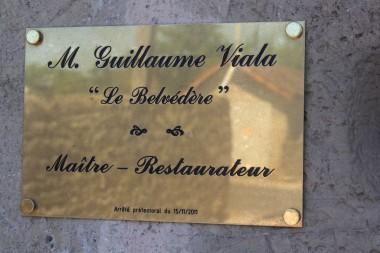 M. Guillaume Viala
"Le Belvédère"
Maître - Restaurateur
Arrêté préfectoral du 15/11/2011